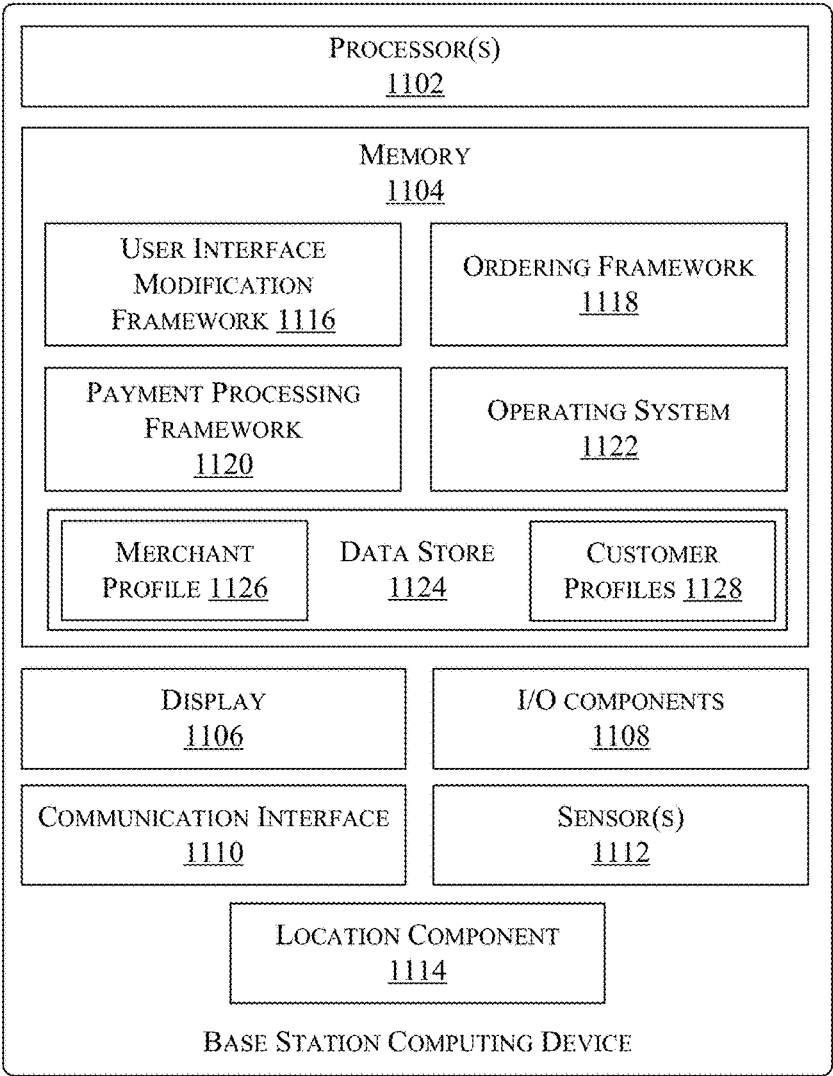 PROCESSOR(S)
1102
MEMORY
1104
USER INTERFACE
MODIFICATION
FRAMEWORK 1116
ORDERING FRAMEWORK
1118
PAYMENT PROCESSING
FRAMEWORK
1120
OPERATING SYSTEM
1122
MERCHANT
PROFILE 1126
DATA STORE
1124
CUSTOMER
PROFILES 1128
DISPLAY
1106
I/O COMPONENTS
1108
COMMUNICATION INTERFACE
1110
SENSOR(S)
1112
LOCATION COMPONENT
1114
BASE STATION COMPUTING DEVICE